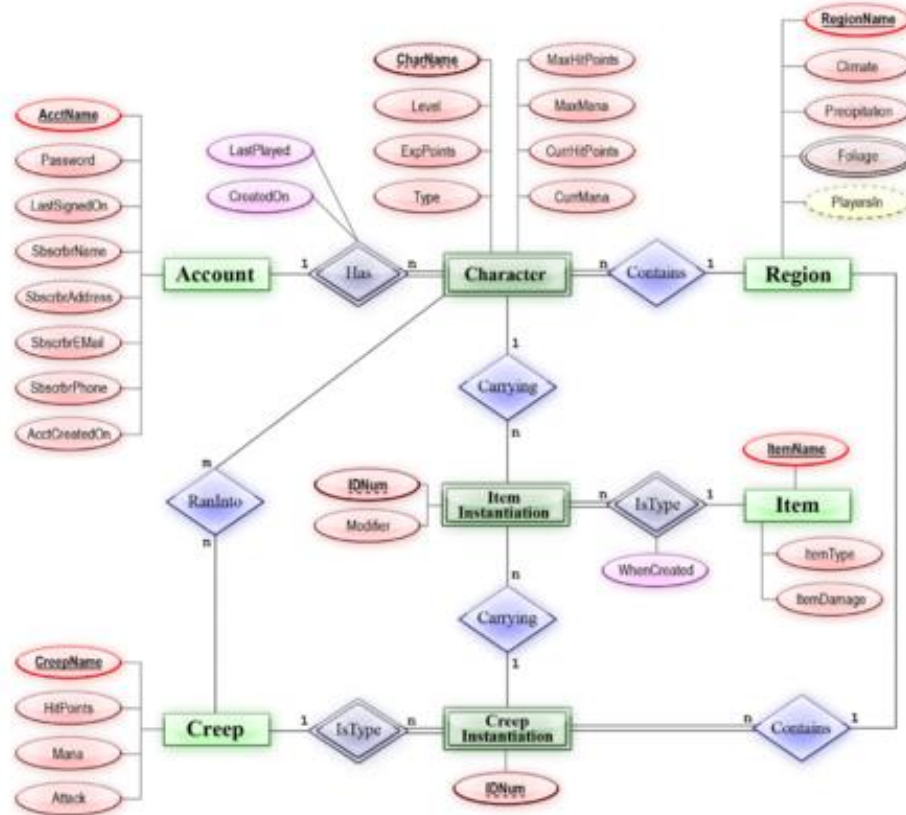 RegionName
CharName
MaxHitPoints
Climate
AcctName
Level
MaxMana
Precipitation
Password
LastPlayed
ExpPoints
CurrHitPoints
Foliage
LastSignedOn
CreatedOn
Type
CurrMana
PlayersIn
SbscrbrName
Account
1
Has
n
Character
n
Contains
1
Region
SbscrbrAddress
SbscrbrEMail
1
SbscrbrPhone
Carrying
AcctCreatedOn
n
m
ItemName
IDNum
RanInto
Item
Instantiation
n
IsType
1
Item
Modifier
n
WhenCreated
ItemType
n
ItemDamage
Carrying
CreepName
1
HitPoints
Creep
1
IsType
n
Creep
Instantiation
n
Contains
1
Mana
Attack
IDNum